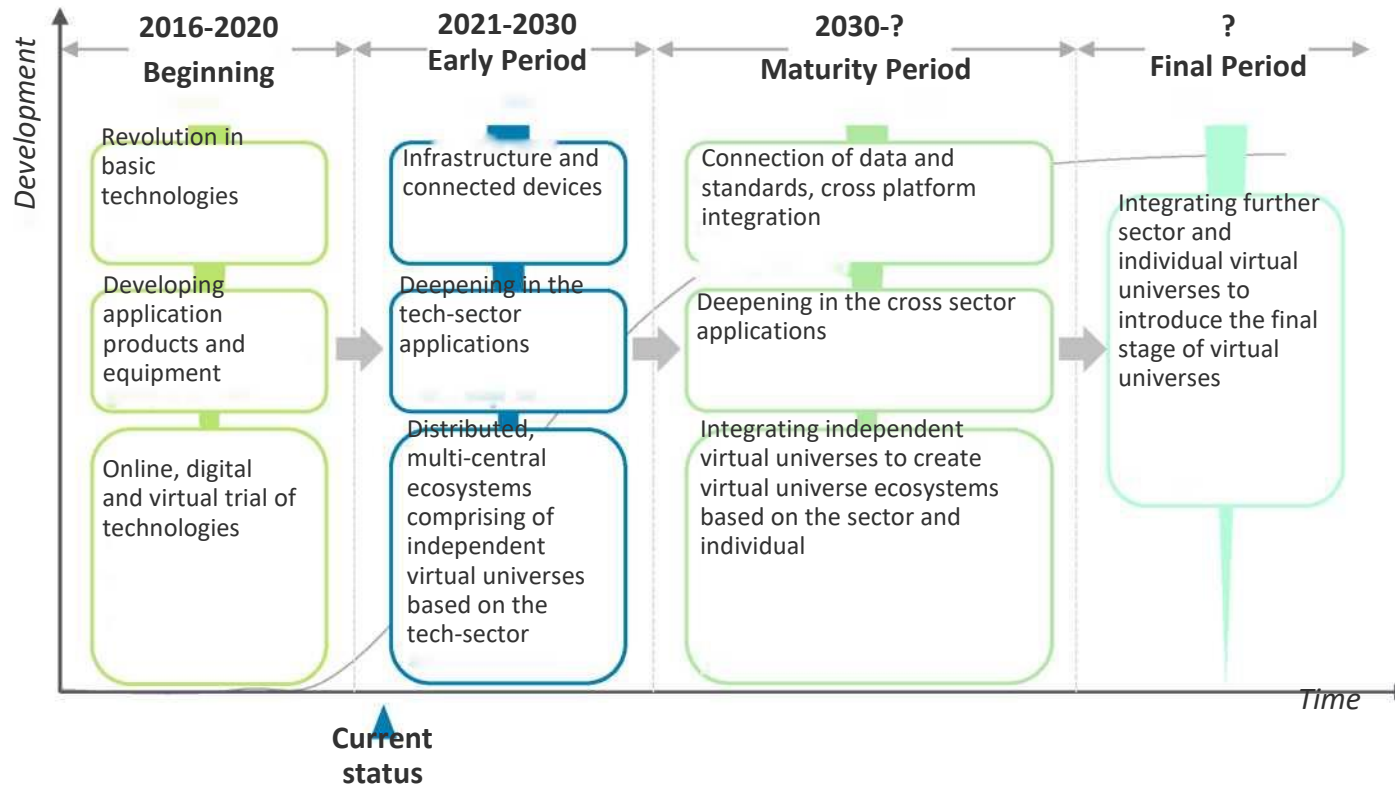 Development
2016-2020
Beginning
2021-2030
Early Period
2030-?
Maturity Period
?
Final Period
Revolution in
basic
technologies
Developing
application
products and
equipment
Online, digital
and virtual trial of
technologies
Infrastructure and
connected devices
Deepening in the
tech-sector
applications
Distributed,
multi-central
ecosystems
comprising of
independent
virtual universes
based on the
tech-sector
Connection of data and
standards, cross platform
integration
Deepening in the cross sector
applications
Integrating independent
virtual universes to create
virtual universe ecosystems
based on the sector and
individual
Integrating further
sector and
individual virtual
universes to
introduce the final
stage of virtual
universes
Time
Current
status